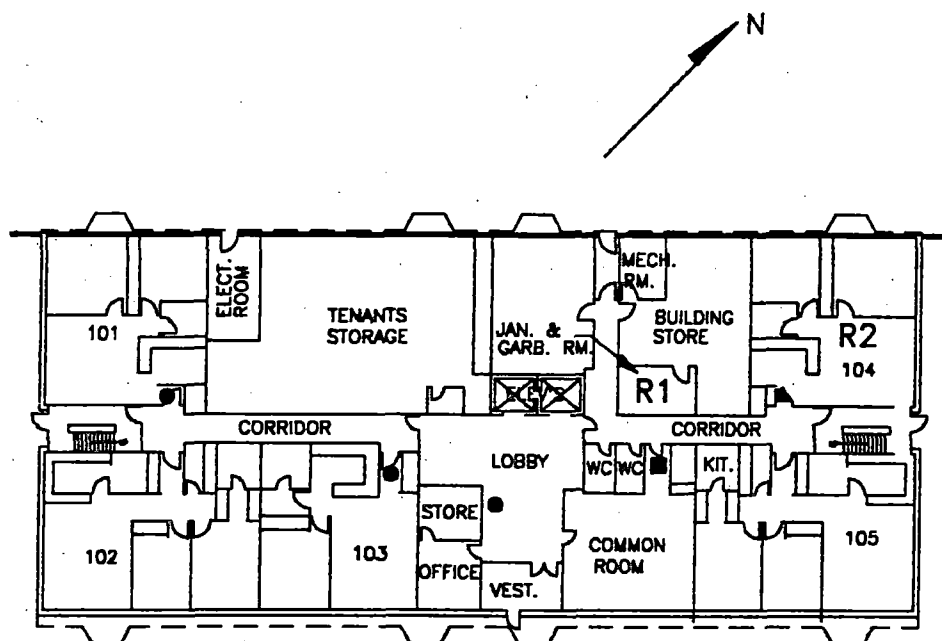 N
ELECT.
ROOM
TENANTS
STORAGE
MECH.
RM.
101
JAN. &
GARB. RM.
BUILDING
STORE
R2
104
R1
CORRIDOR
CORRIDOR
LOBBY
WC
WC
KIT.
STORE
102
103
OFFICE
VEST.
COMMON
ROOM
105